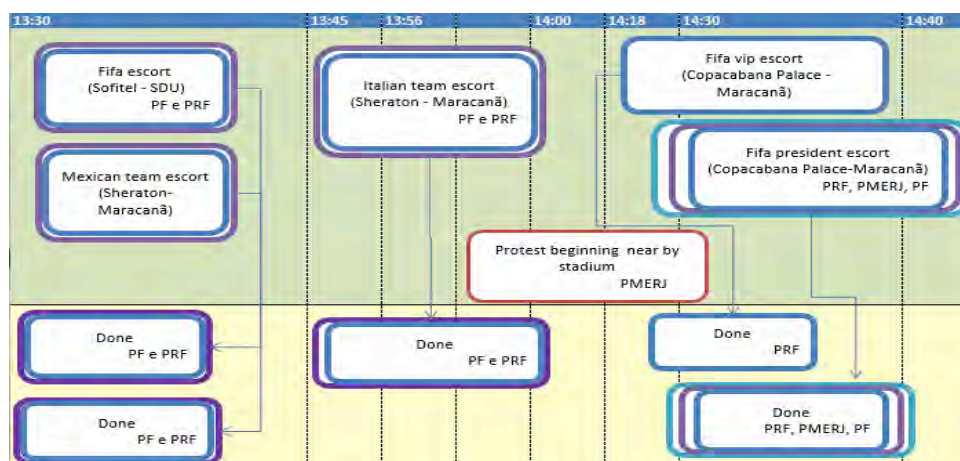 13:30 13:45 13:56 14:00 14:18 14:30 14:40
Fifa escort
(Sofitel - SDU)
PF e PRF
Mexican team escort
(Sheraton-
Maracanã)
Italian team escort
(Sheraton - Maracanã)
PF e PRF
Fifa vip escort
(Copacabana Palace -
Maracanã)
Fifa president escort
(Copacabana Palace-Maracanã)
PRF, PMERJ, PF
Protest beginning near by
stadium
PMERJ
Done
PF e PRF
Done
PF e PRF
Done
PF e PRF
Done
PRF
Done
PRF, PMERJ, PF